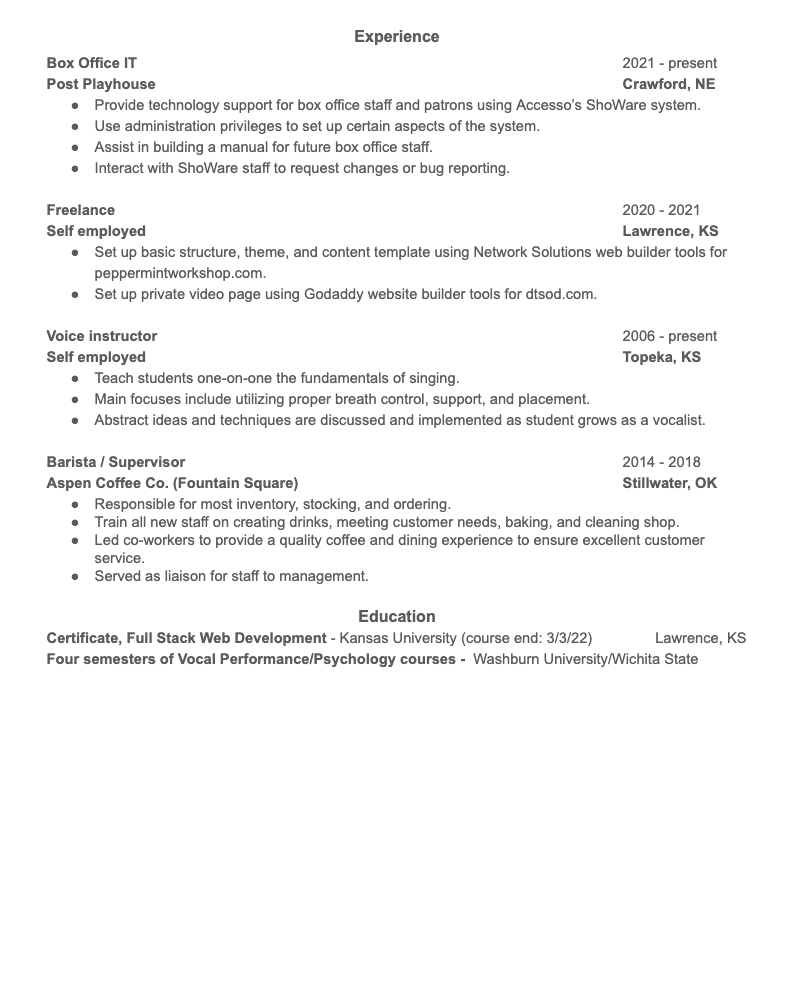 Experience
Box Office IT 2021 - present
Post Playhouse Crawford, NE
● Provide technology support for box office staff and patrons using Accesso's ShoWare system.
● Use administration privileges to set up certain aspects of the system.
● Assist in building a manual for future box office staff.
● Interact with ShoWare staff to request changes or bug reporting.
Freelance 2020 - 2021
Self employed Lawrence, KS
● Set up basic structure, theme, and content template using Network Solutions web builder tools for
peppermintworkshop.com.
● Set up private video page using Godaddy website builder tools for dtsod.com.
Voice instructor 2006 - present
Self employed Topeka, KS
● Teach students one-on-one the fundamentals of singing.
● Main focuses include utilizing proper breath control, support, and placement.
● Abstract ideas and techniques are discussed and implemented as student grows as a vocalist.
Barista / Supervisor 2014 - 2018
Aspen Coffee Co. (Fountain Square) Stillwater, OK
● Responsible for most inventory, stocking, and ordering.
● Train all new staff on creating drinks, meeting customer needs, baking, and cleaning shop.
● Led co-workers to provide a quality coffee and dining experience to ensure excellent customer
service.
● Served as liaison for staff to management.
Education
Certificate, Full Stack Web Development - Kansas University (course end: 3/3/22) Lawrence, KS
Four semesters of Vocal Performance/Psychology courses - Washburn University/Wichita State